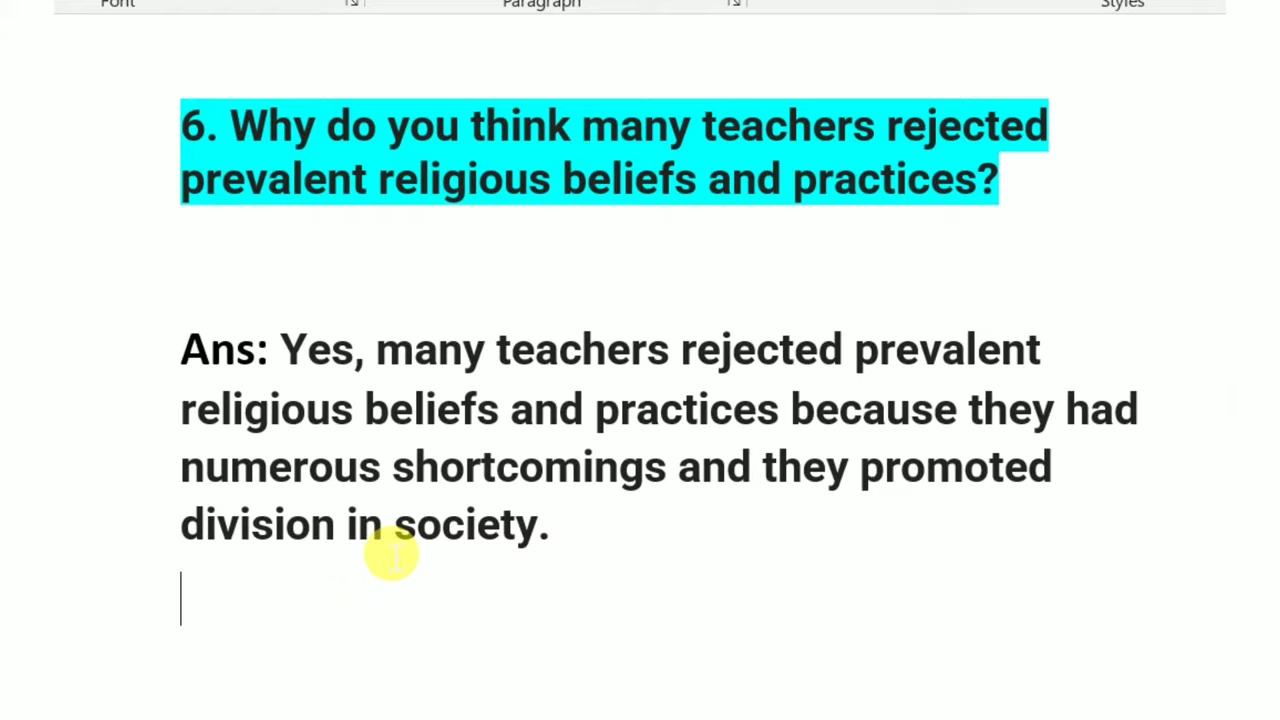 Font Paragraph Styles
6. Why do you think many teachers rejected
prevalent religious beliefs and practices?
Ans: Yes, many teachers rejected prevalent
religious beliefs and practices because they had
numerous shortcomings and they promoted
division in society.